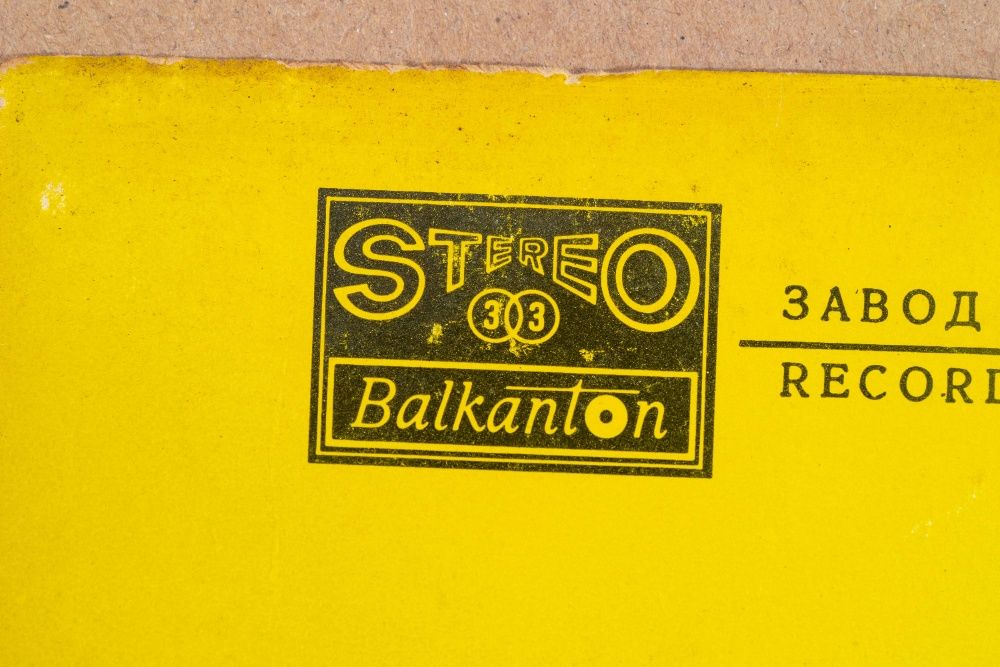 STEREO
33
Balkanton
ЗАВОД
RECORD